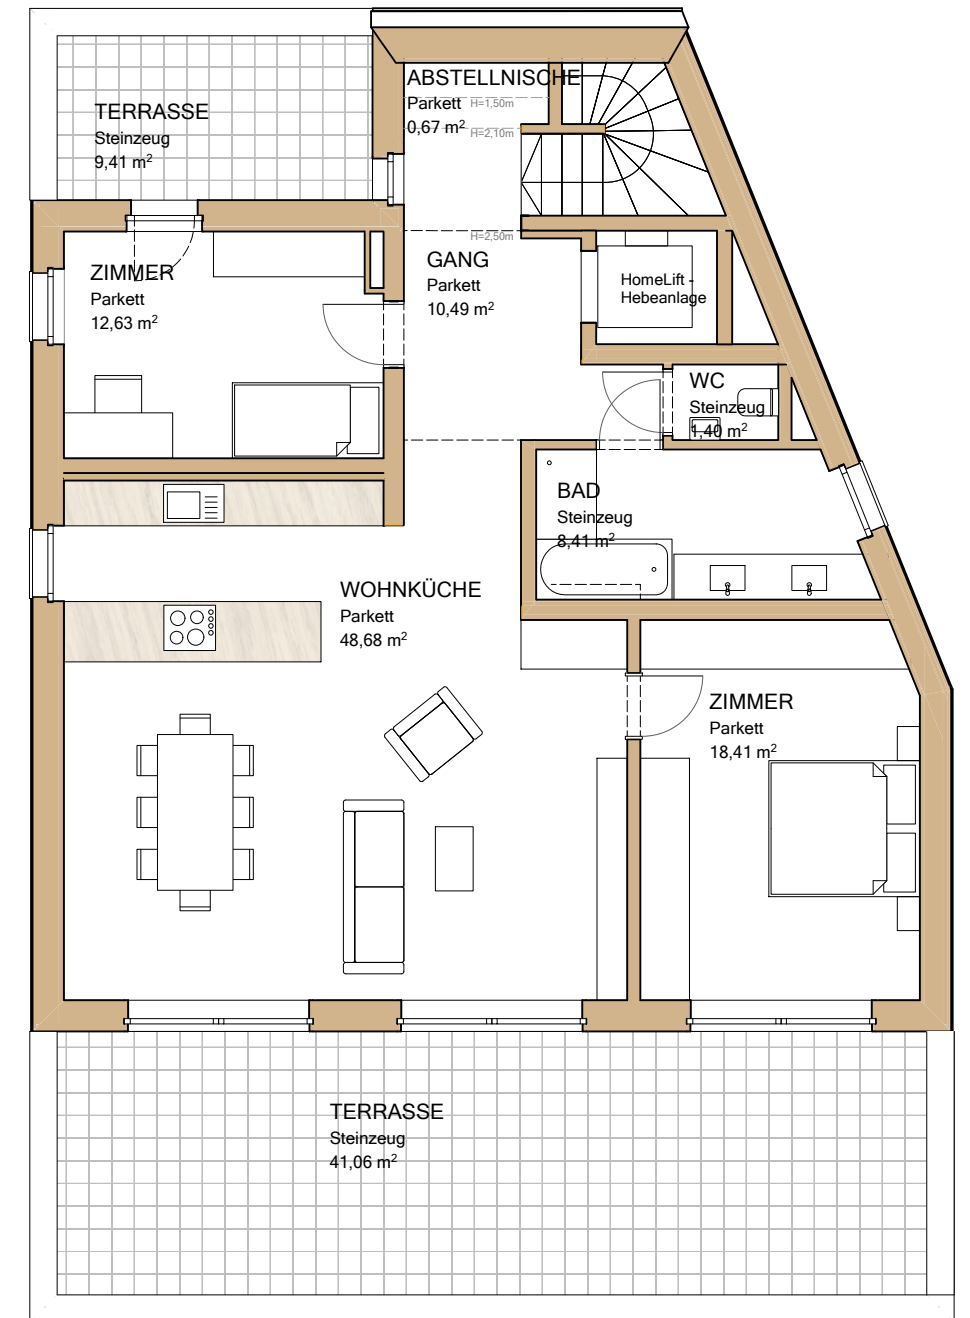 ABSTELLNISCHE
Parkett
H=1,50m
0,67 m²
H=2,10m
TERRASSE
Steinzeug
9,41 m²
H=2,50m
GANG
Parkett
10,49 m²
ZIMMER
Parkett
12,63 m²
HomeLift -
Hebeanlage
WC
Steinzeug
1,40 m²
BAD
Steinzeug
8,41 m²
WOHNKÜCHE
Parkett
48,68 m²
ZIMMER
Parkett
18,41 m²
TERRASSE
Steinzeug
41,06 m²